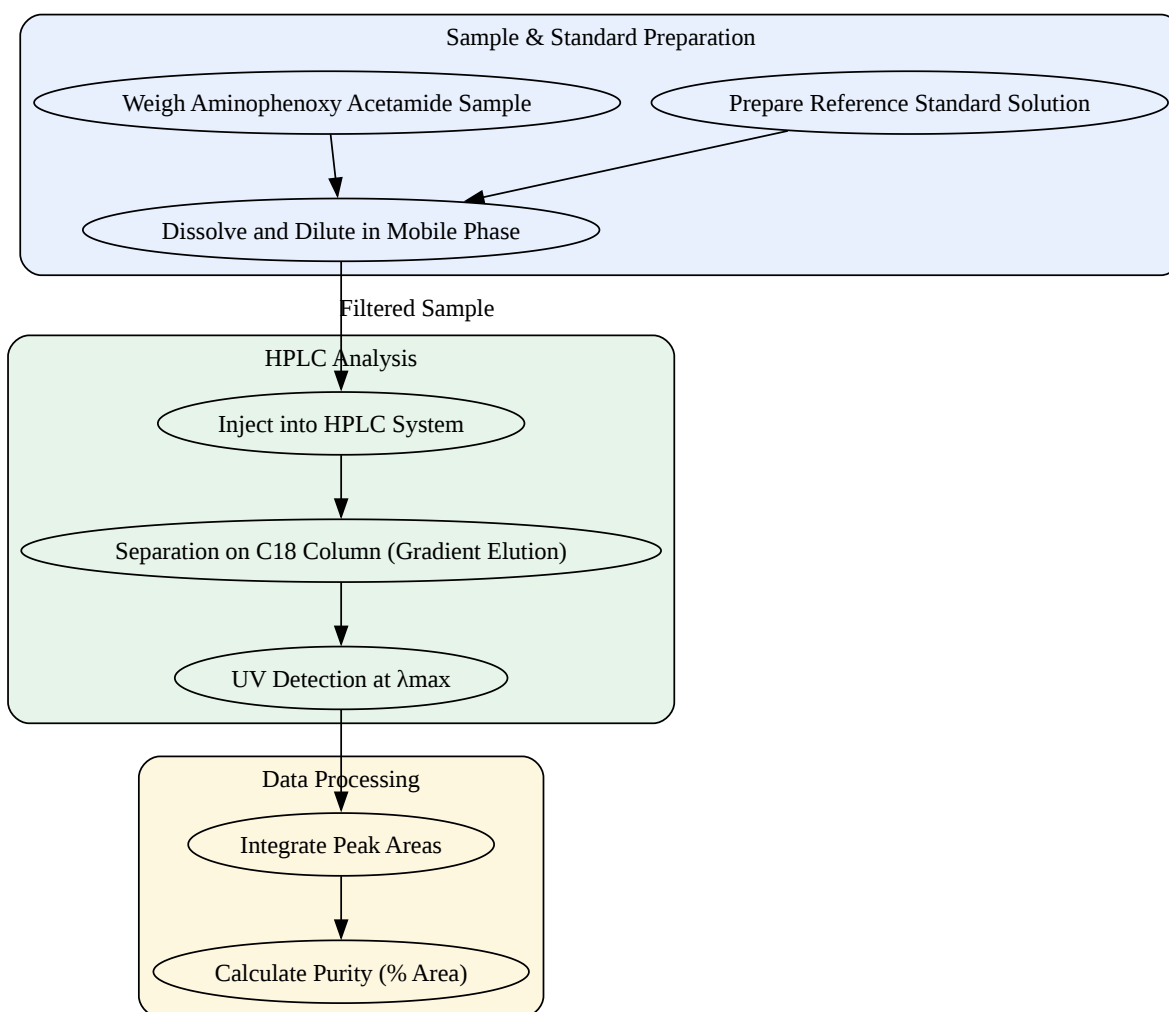 Sample & Standard Preparation
Weigh Aminophenoxy Acetamide Sample
Prepare Reference Standard Solution
Dissolve and Dilute in Mobile Phase
Filtered Sample
HPLC Analysis
Inject into HPLC System
Separation on C18 Column (Gradient Elution)
UV Detection at λmax
Data Processing
Integrate Peak Areas
Calculate Purity (% Area)